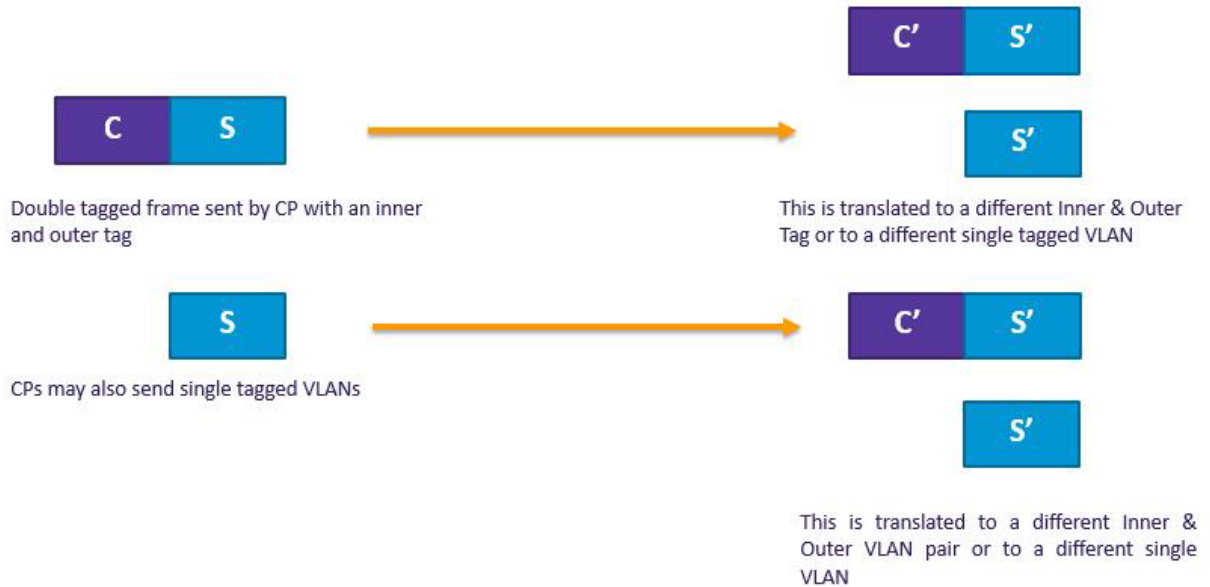 C' S'
C S
S'
Double tagged frame sent by CP with an inner
and outer tag
This is translated to a different Inner & Outer
Tag or to a different single tagged VLAN
S
C' S'
CPs may also send single tagged VLANs
S'
This is translated to a different Inner &
Outer VLAN pair or to a different single
VLAN